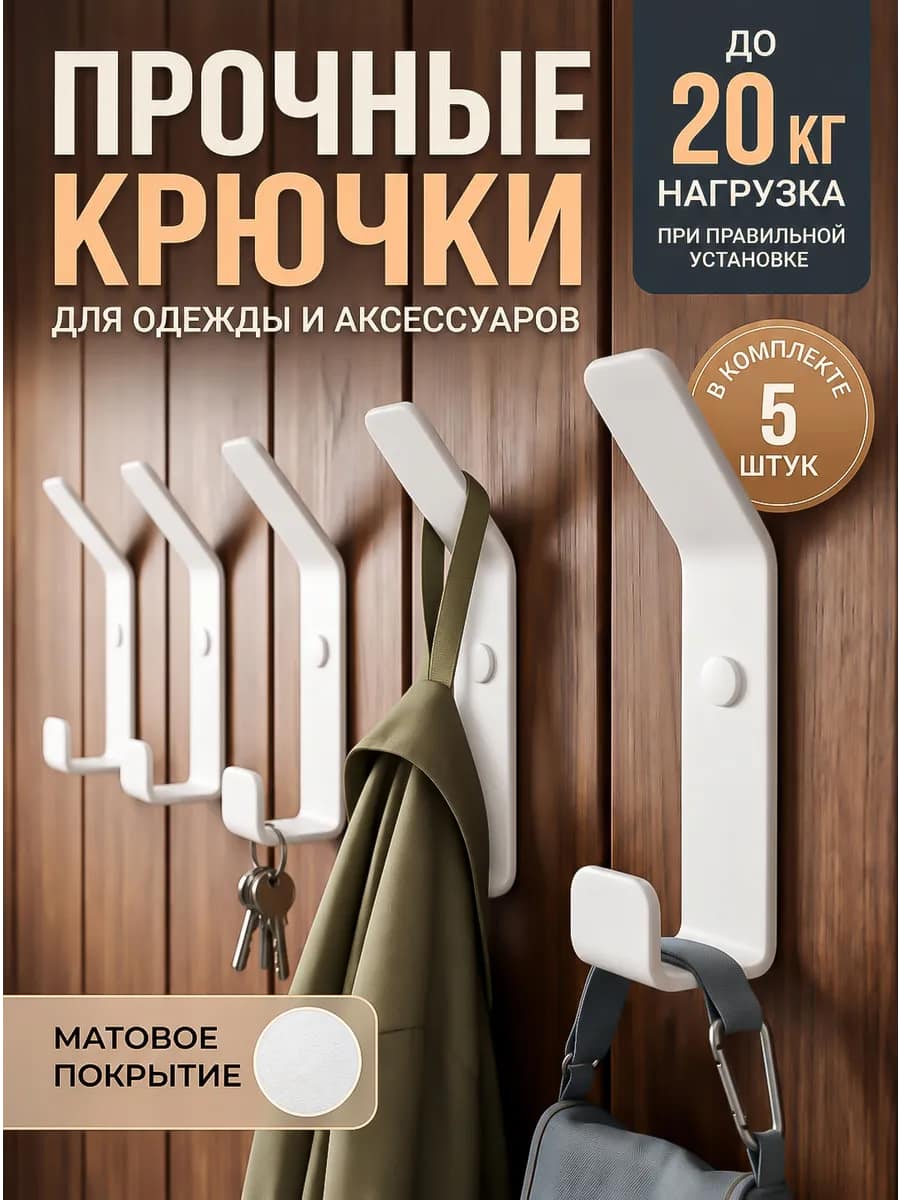 ПРОЧНЫЕ
КРЮЧКИ
ДЛЯ ОДЕЖДЫ И АКСЕССУАРОВ
ДО
20 КГ
НАГРУЗКА
ПРИ ПРАВИЛЬНОЙ
УСТАНОВКЕ
В КОМПЛЕКТЕ
5
ШТУК
МАТОВОЕ
ПОКРЫТИЕ